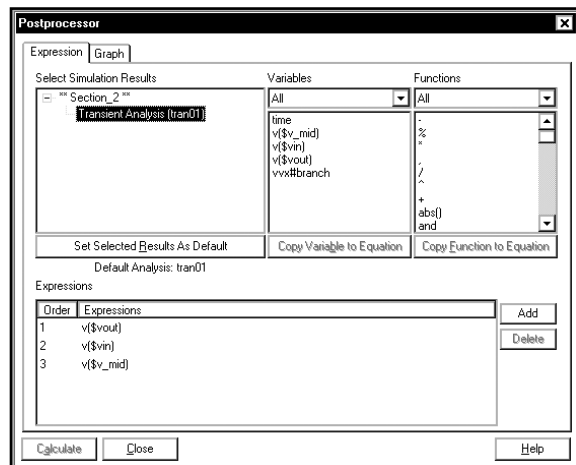 Postprocessor
Expression Graph
Select Simulation Results Variables Functions
** Section_2 ** All All
Transient Analysis (tran01)
time
v($v_mid)
v($vin)
v($vout)
vvx#branch
-
%
*
,
/
^
+
abs()
and
Set Selected Results As Default Copy Variable to Equation Copy Function to Equation
Default Analysis: tran01
Expressions
Order Expressions
1 v($vout)
2 v($vin)
3 v($v_mid)
Add
Delete
Calculate Close Help